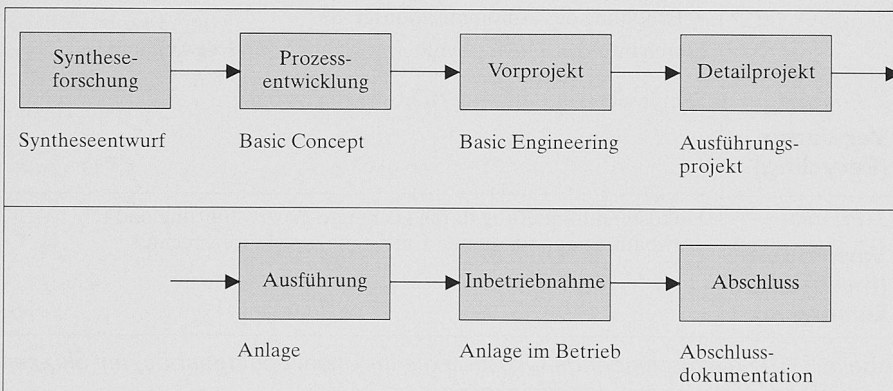 Synthese-
forschung
Prozess-
entwicklung
Vorprojekt
Detailprojekt
Syntheseentwurf
Basic Concept
Basic Engineering
Ausführungs-
projekt
Ausführung
Inbetriebnahme
Abschluss
Anlage
Anlage im Betrieb
Abschluss-
dokumentation